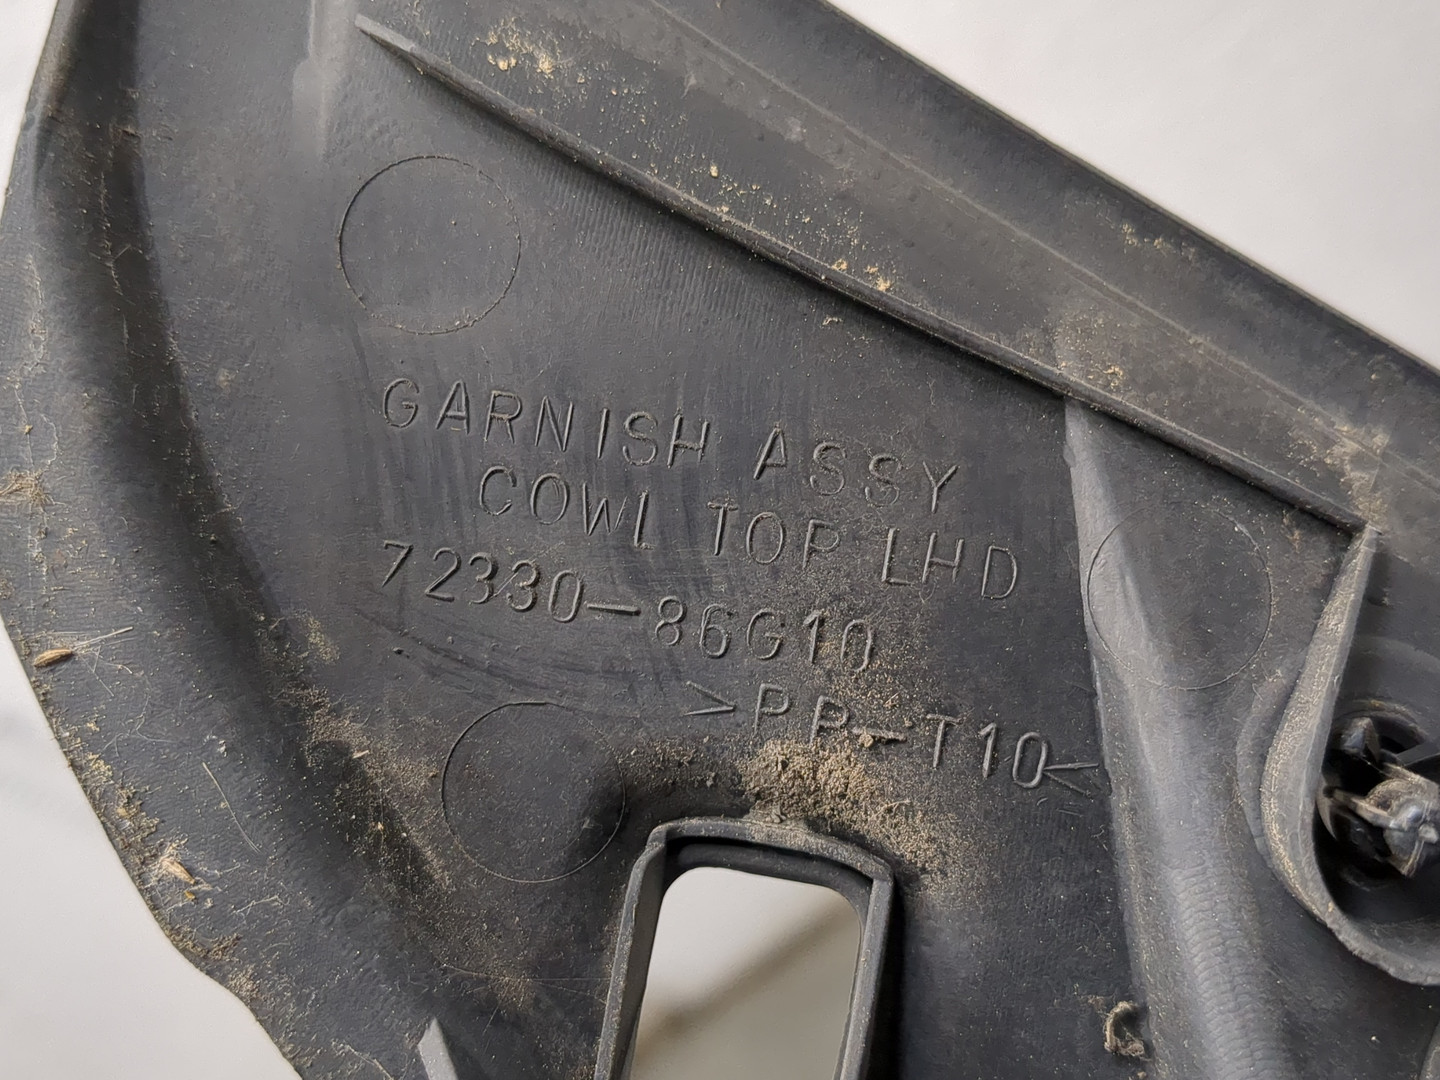 GARNISH ASSY
COWL TOP LHD
72330-86G10
>PP-T10<